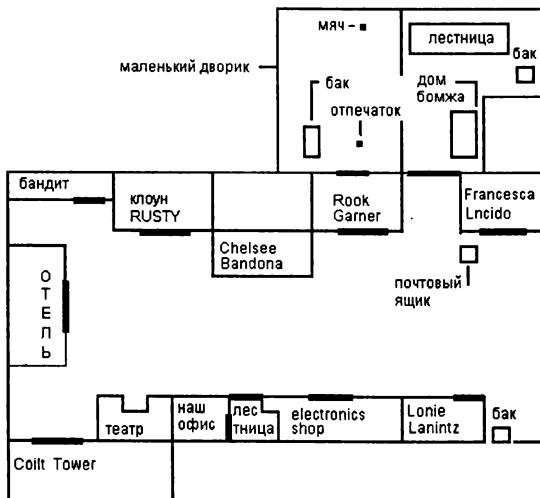 мяч
лестница
маленький дворик
бак
бак
дом
бомжа
отпечаток
бандит
клоун
RUSTY
Rook
Garner
Francesca
Lncido
Chelsee
Bandona
ОТЕЛЬ
почтовый
ящик
театр
наш
офис
лес
тница
electronics
shop
Lonie
Lanintz
бак
Coilt Tower